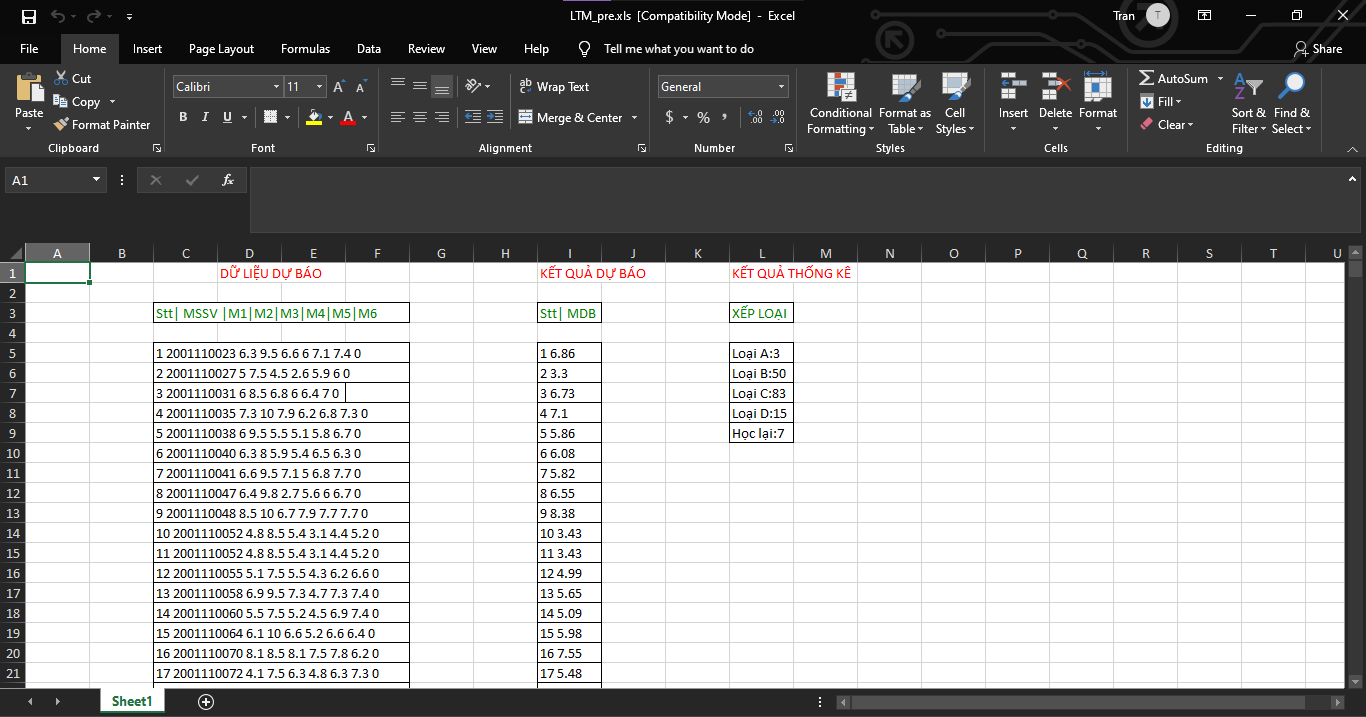 LTM_pre.xls [Compatibility Mode] - Excel
Tran T
File Home Insert Page Layout Formulas Data Review View Help Tell me what you want to do Share
Paste Cut Copy Format Painter
Calibri 11 A A
B I U A
ab Wrap Text
Merge & Center
General
$ % , .00 .0
Conditional Formatting Format as Table Cell Styles
Insert Delete Format
AutoSum Fill Clear
Sort & Filter Find & Select
Clipboard Font Alignment Number Styles Cells Editing
A1 fx
A B C D E F G H I J K L M N O P Q R S T U
1 DỮ LIỆU DỰ BÁO KẾT QUẢ DỰ BÁO KẾT QUẢ THỐNG KÊ
2
3 Stt| MSSV |M1|M2|M3|M4|M5|M6 Stt| MDB XẾP LOẠI
4
5 1 2001110023 6.3 9.5 6.6 6 7.1 7.4 0 1 6.86 Loại A:3
6 2 2001110027 5 7.5 4.5 2.6 5.9 6 0 2 3.3 Loại B:50
7 3 2001110031 6 8.5 6.8 6 6.4 7 0 3 6.73 Loại C:83
8 4 2001110035 7.3 10 7.9 6.2 6.8 7.3 0 4 7.1 Loại D:15
9 5 2001110038 6 9.5 5.5 5.1 5.8 6.7 0 5 5.86 Học lại:7
10 6 2001110040 6.3 8 5.9 5.4 6.5 6.3 0 6 6.08
11 7 2001110041 6.6 9.5 7.1 5 6.8 7.7 0 7 5.82
12 8 2001110047 6.4 9.8 2.7 5.6 6 6.7 0 8 6.55
13 9 2001110048 8.5 10 6.7 7.9 7.7 7.7 0 9 8.38
14 10 2001110052 4.8 8.5 5.4 3.1 4.4 5.2 0 10 3.43
15 11 2001110052 4.8 8.5 5.4 3.1 4.4 5.2 0 11 3.43
16 12 2001110055 5.1 7.5 5.5 4.3 6.2 6.6 0 12 4.99
17 13 2001110058 6.9 9.5 7.3 4.7 7.3 7.4 0 13 5.65
18 14 2001110060 5.5 7.5 5.2 4.5 6.9 7.4 0 14 5.09
19 15 2001110064 6.1 10 6.6 5.2 6.6 6.4 0 15 5.98
20 16 2001110070 8.1 8.5 8.1 7.5 7.8 6.2 0 16 7.55
21 17 2001110072 4.1 7.5 6.3 4.8 6.3 7.3 0 17 5.48
Sheet1